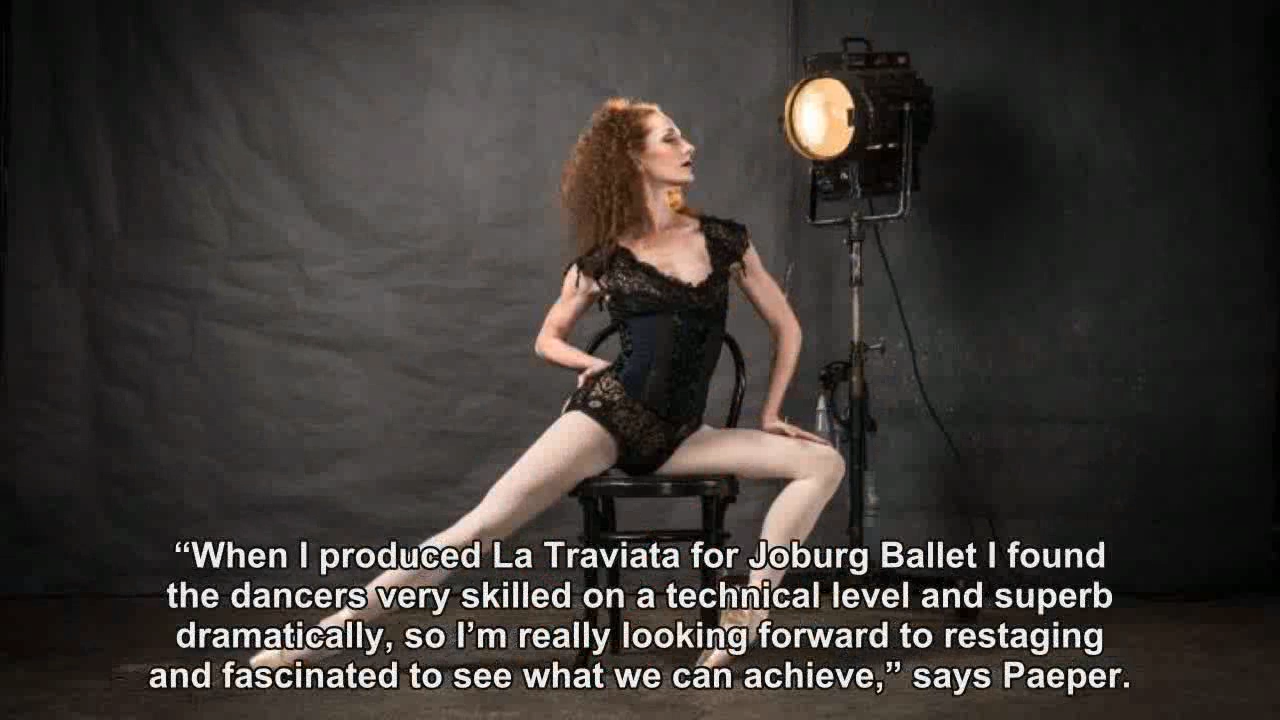 “When I produced La Traviata for Joburg Ballet I found
the dancers very skilled on a technical level and superb
dramatically, so I’m really looking forward to restaging
and fascinated to see what we can achieve,” says Paeper.